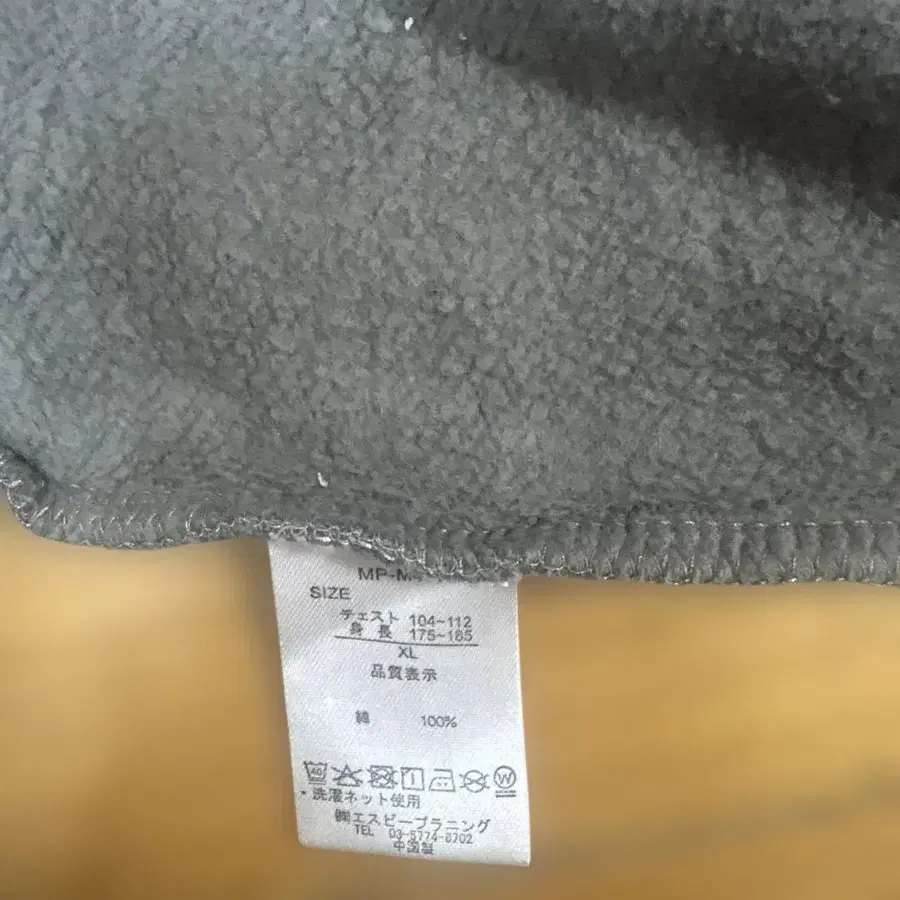 SIZE
チェスト 104~112
身 長 175~185
XL
品質表示
綿 100%
40
W
・洗濯ネット使用
㈱エスピープラニング
TEL 03-5774-8702
中国製